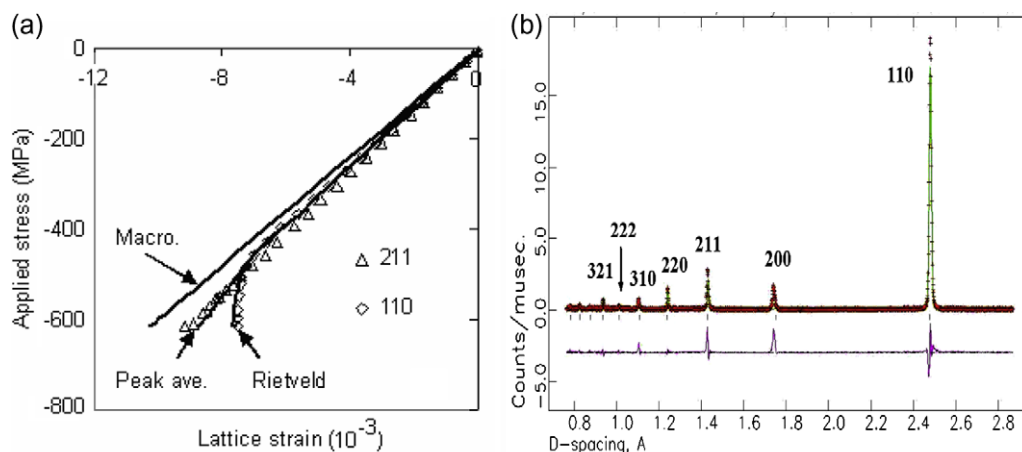 (a)
0
-12
-8
-4
0
-200
-400
-600
-800
Applied stress (MPa)
Macro.
211
110
Peak ave.
Rietveld
Lattice strain (10-3)
(b)
110
222
321
310
220
211
200
15.0
10.0
5.0
0.0
-5.0
Counts/musec.
0.8 1.0 1.2 1.4 1.6 1.8 2.0 2.2 2.4 2.6 2.8
D-spacing, A